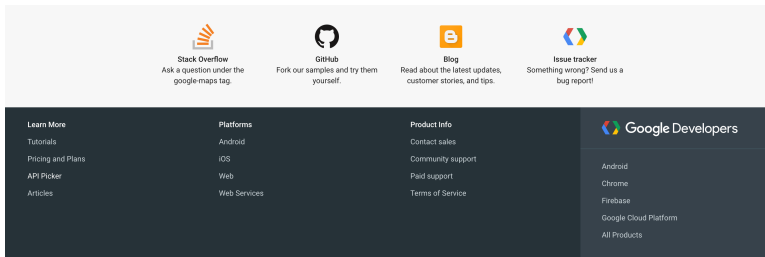 Stack Overflow
Ask a question under the
google-maps tag.
GitHub
Fork our samples and try them
yourself.
Blog
Read about the latest updates,
customer stories, and tips.
Issue tracker
Something wrong? Send us a
bug report!
Learn More
Tutorials
Pricing and Plans
API Picker
Articles
Platforms
Android
iOS
Web
Web Services
Product Info
Contact sales
Community support
Paid support
Terms of Service
Google Developers
Android
Chrome
Firebase
Google Cloud Platform
All Products